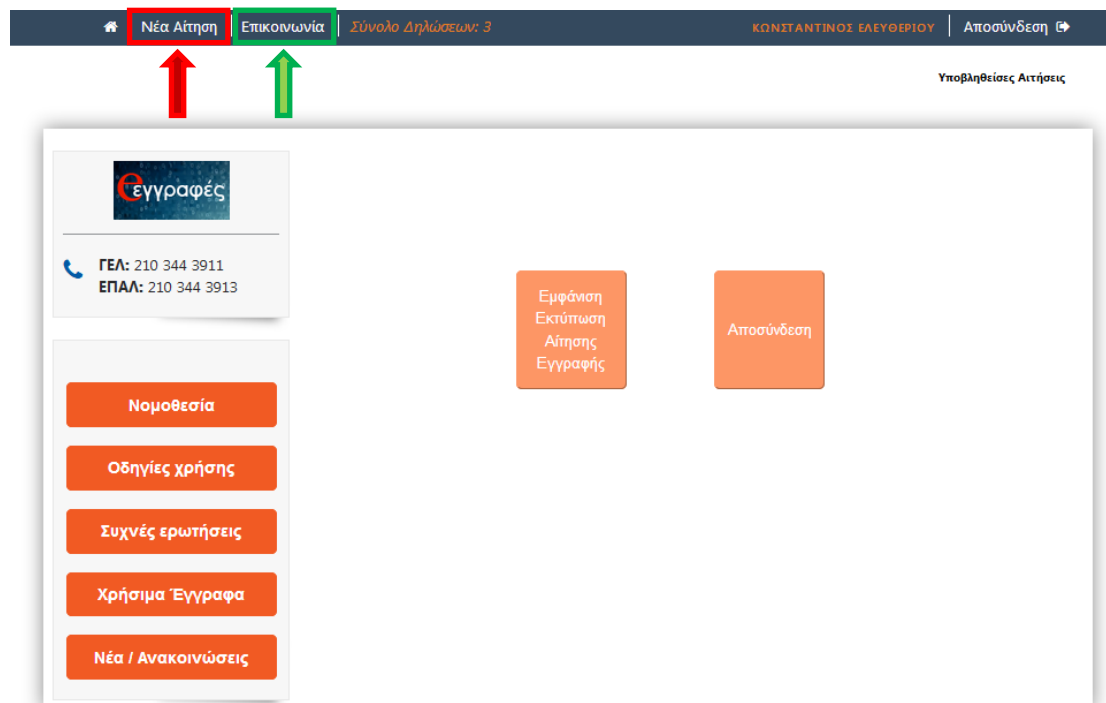 Νέα Αίτηση Επικοινωνία Σύνολο Δηλώσεων: 3 ΚΩΝΣΤΑΝΤΙΝΟΣ ΕΛΕΥΘΕΡΙΟΥ Αποσύνδεση
Υποβληθείσες Αιτήσεις
eεγγραφές
ΓΕΛ: 210 344 3911
ΕΠΑΛ: 210 344 3913
Εμφάνιση
Εκτύπωση
Αίτησης
Εγγραφής
Αποσύνδεση
Νομοθεσία
Οδηγίες χρήσης
Συχνές ερωτήσεις
Χρήσιμα Έγγραφα
Νέα / Ανακοινώσεις